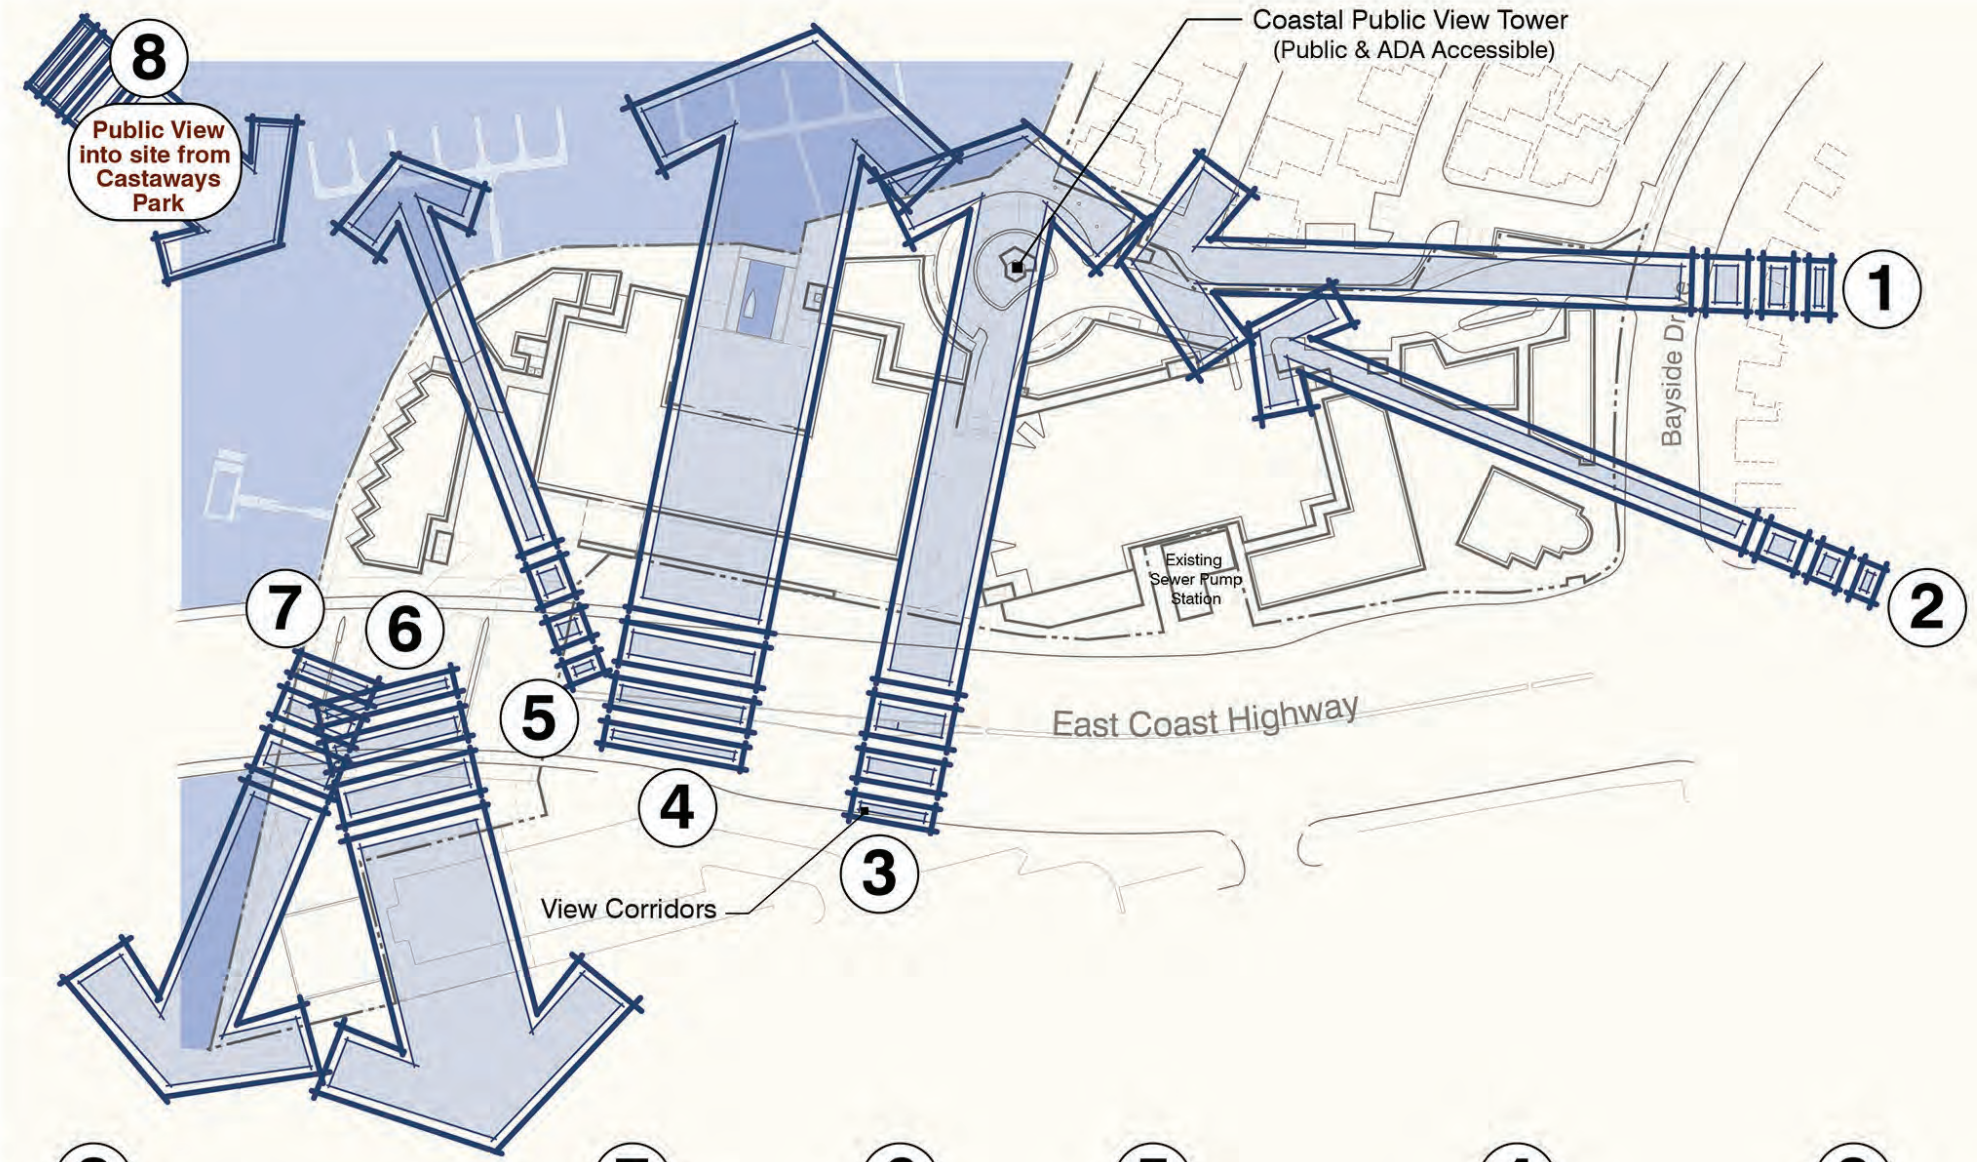 Coastal Public View Tower
(Public & ADA Accessible)
8
Public View
into site from
Castaways
Park
1
Bayside Dr
2
Existing
Sewer Pump
Station
7
6
5
East Coast Highway
4
3
View Corridors